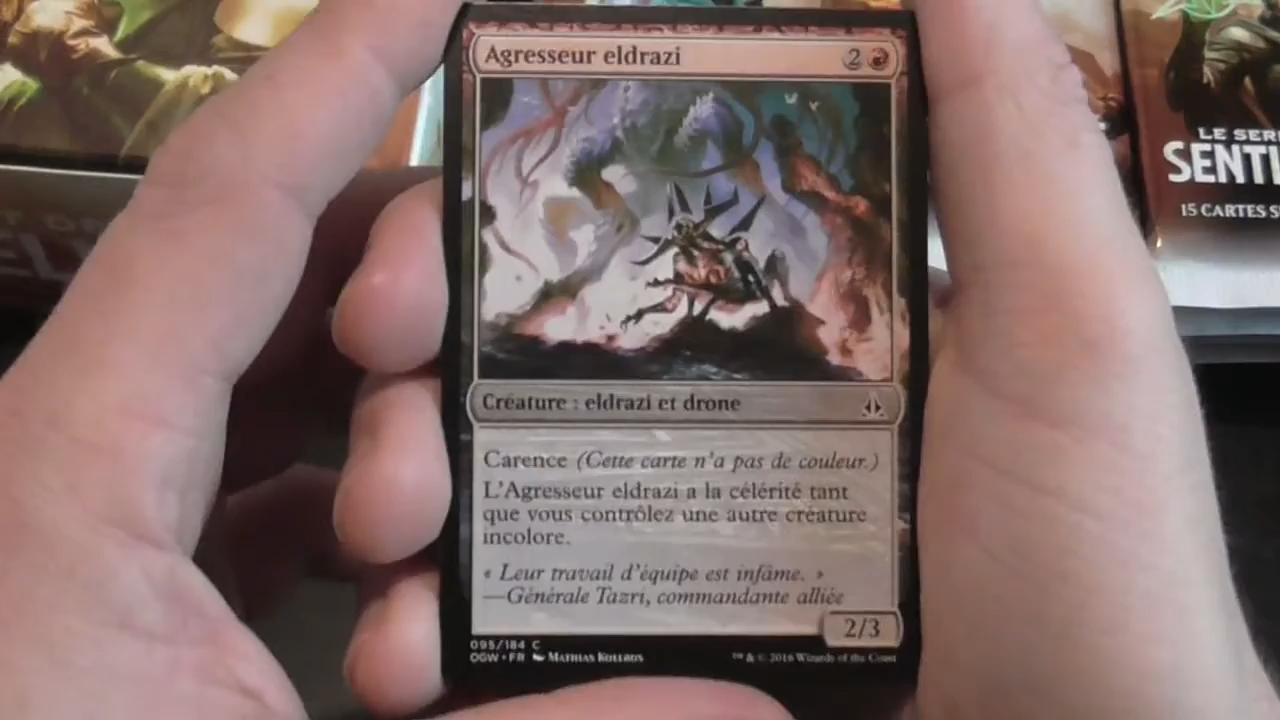 Agresseur eldrazi 2
LE SER
SENTI
15 CARTES S
Créature : eldrazi et drone
Carence (Cette carte n'a pas de couleur.)
L'Agresseur eldrazi a la célérité tant
que vous contrôlez une autre créature
incolore.
« Leur travail d'équipe est infâme. »
—Générale Tazri, commandante alliée
2/3
095/184 C
OGW • FR Mathias Kollros
™ & © 2016 Wizards of the Coast